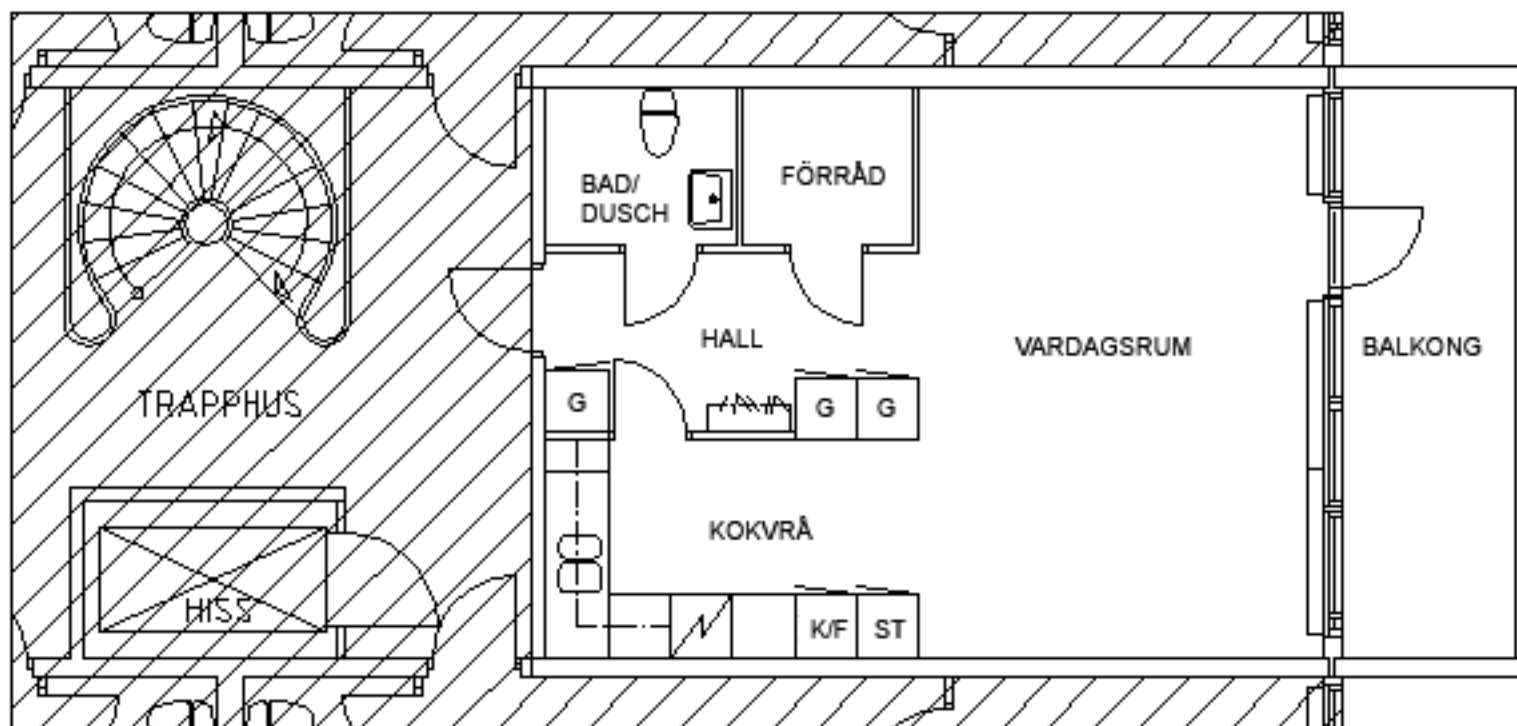 BAD/
DUSCH
FÖRRÅD
HALL
VARDAGSRUM
BALKONG
TRAPPHUS
G
G
G
KOKVRÅ
HISS
K/F
ST